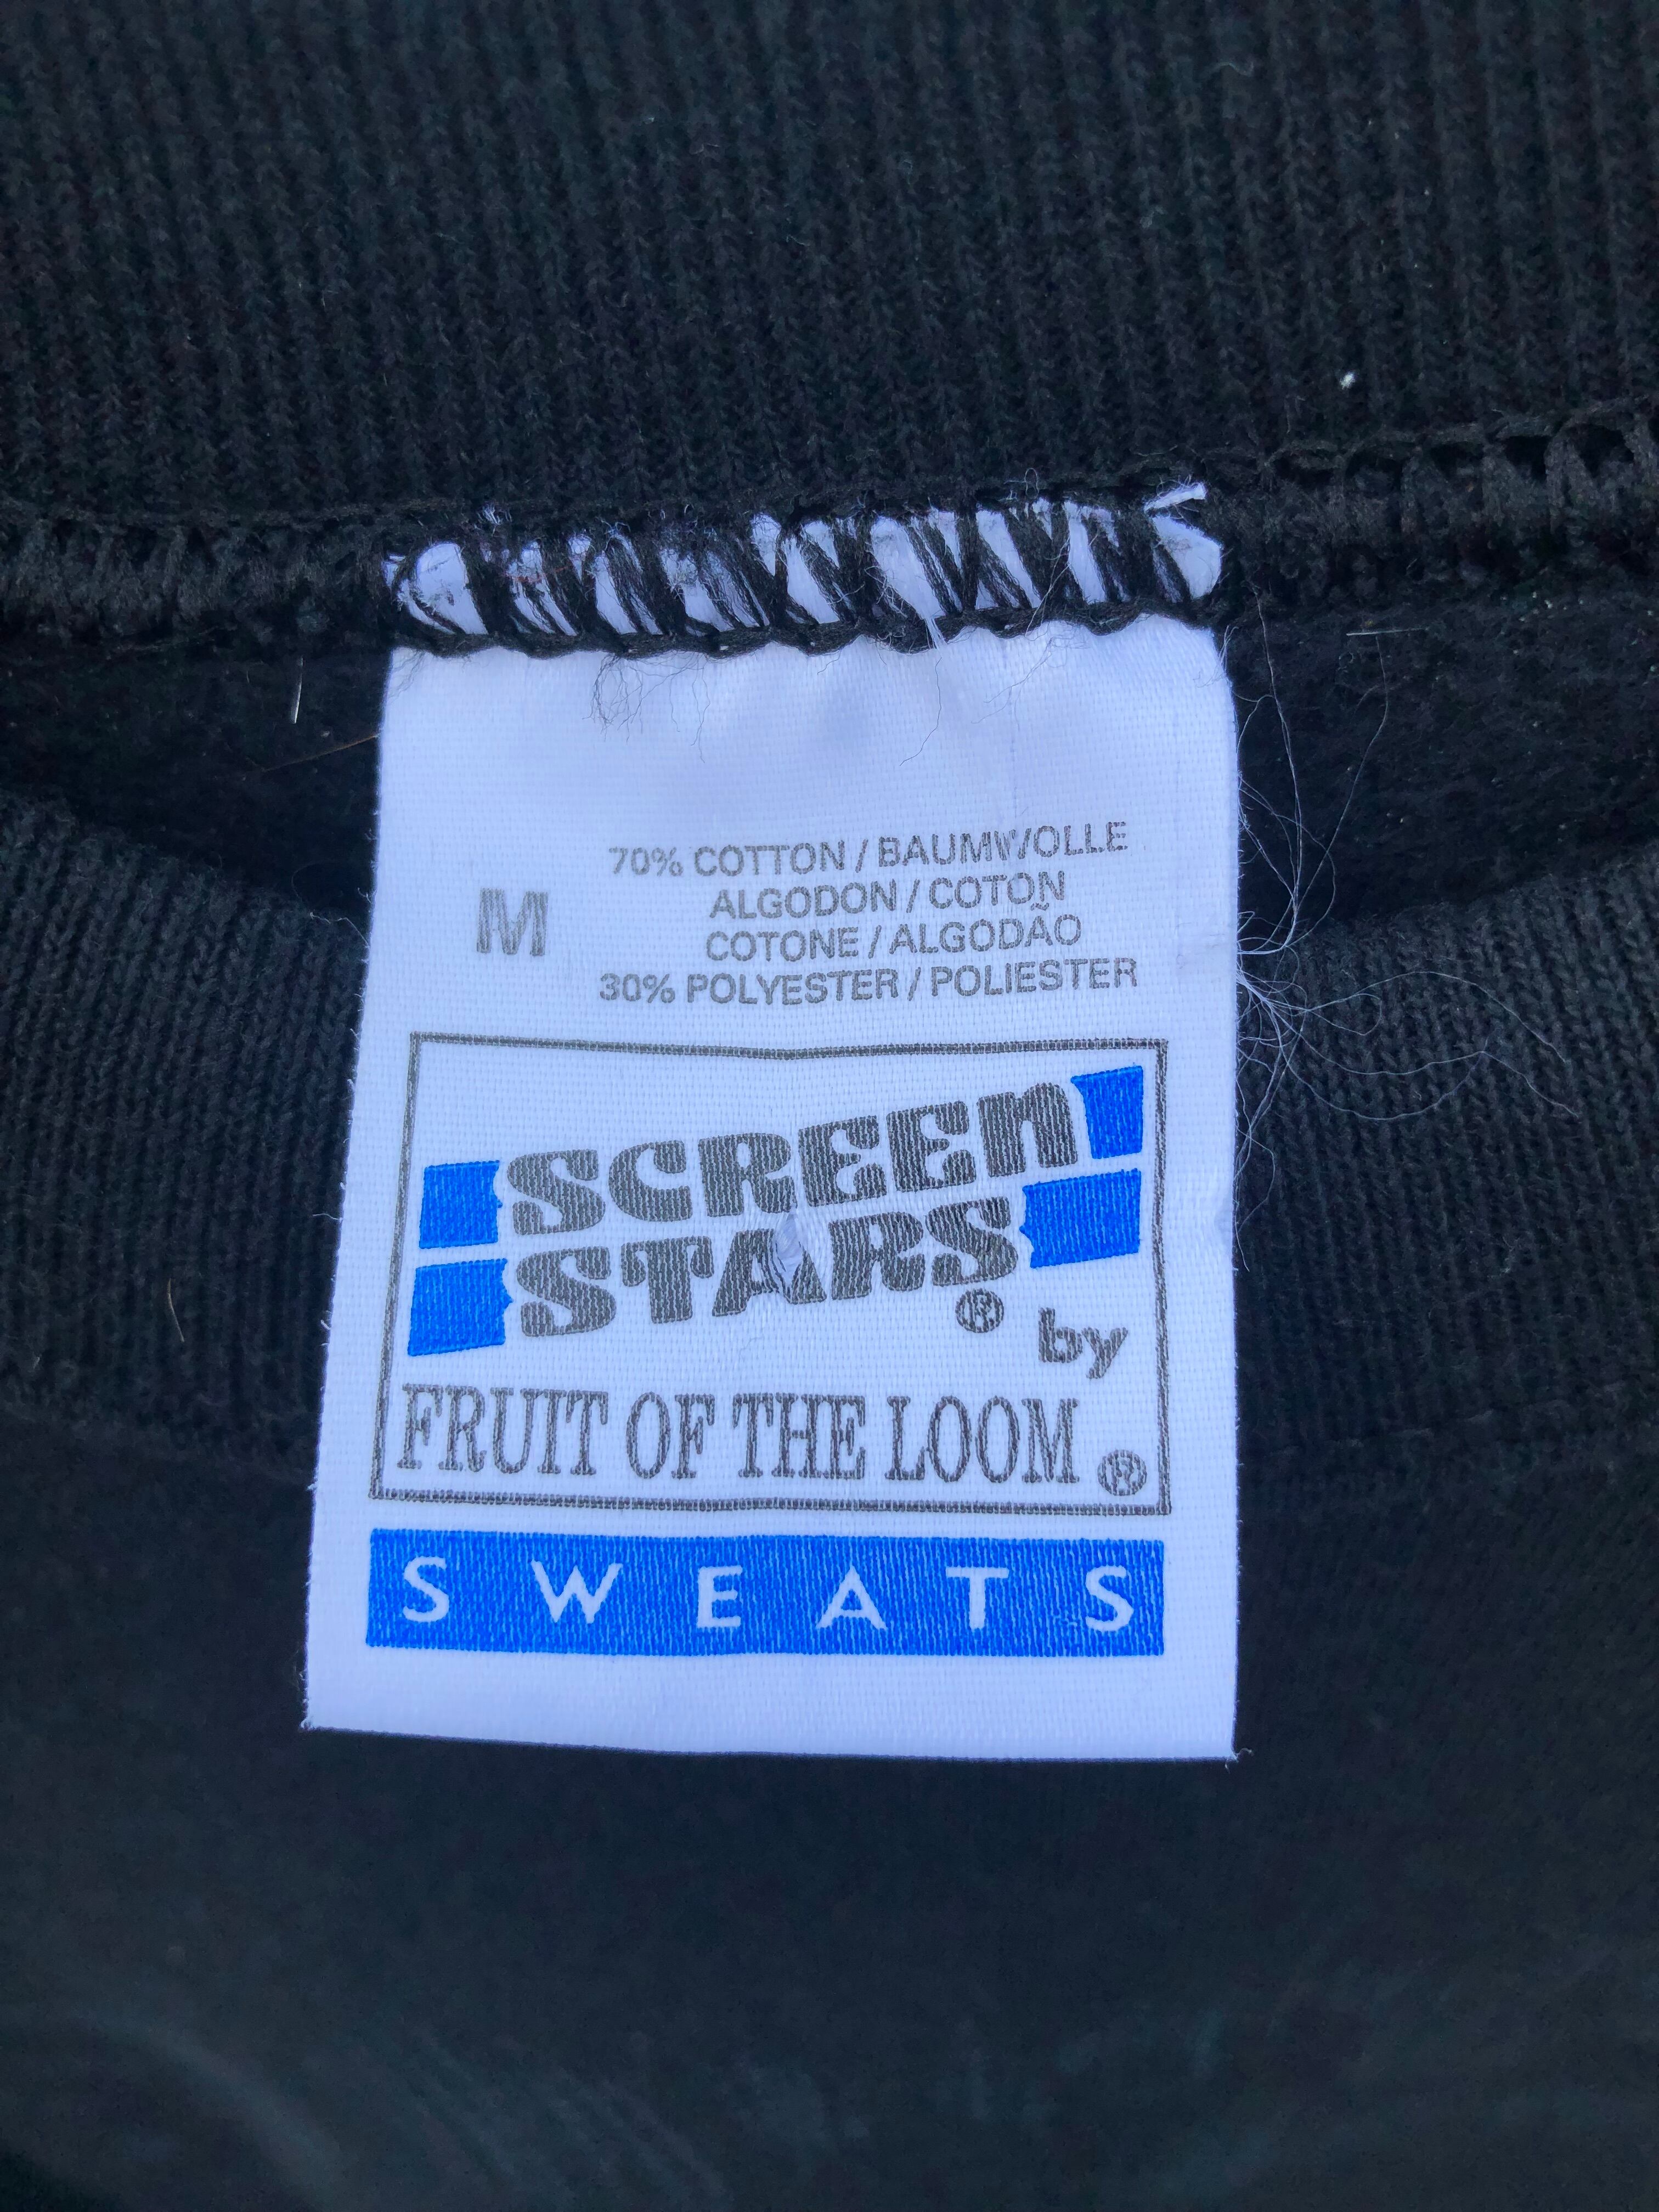 70% COTTON / BAUMWOLLE
ALGODON / COTON
M
COTONE / ALGODÃO
30% POLYESTER / POLIESTER
SCREEN
STARS ®
by
FRUIT OF THE LOOM ®
SWEATS